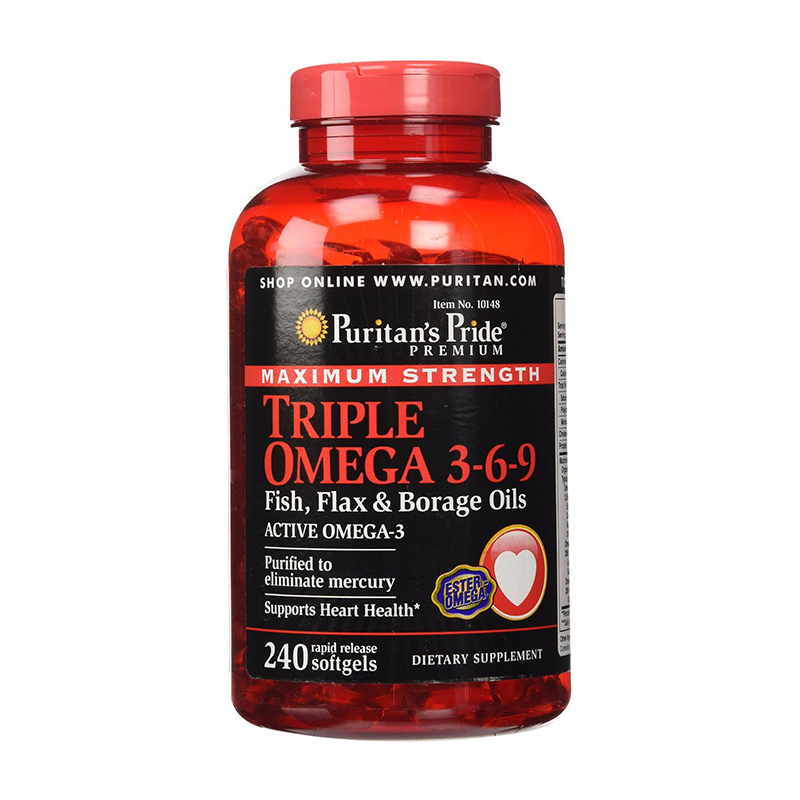 SHOP ONLINE WWW.PURITAN.COM
Item No. 10148
Puritan's Pride®
PREMIUM
MAXIMUM STRENGTH
TRIPLE
OMEGA 3-6-9
Fish, Flax & Borage Oils
ACTIVE OMEGA-3
Purified to
eliminate mercury
Supports Heart Health*
ESTER-
OMEGA
240 rapid release
softgels
DIETARY SUPPLEMENT